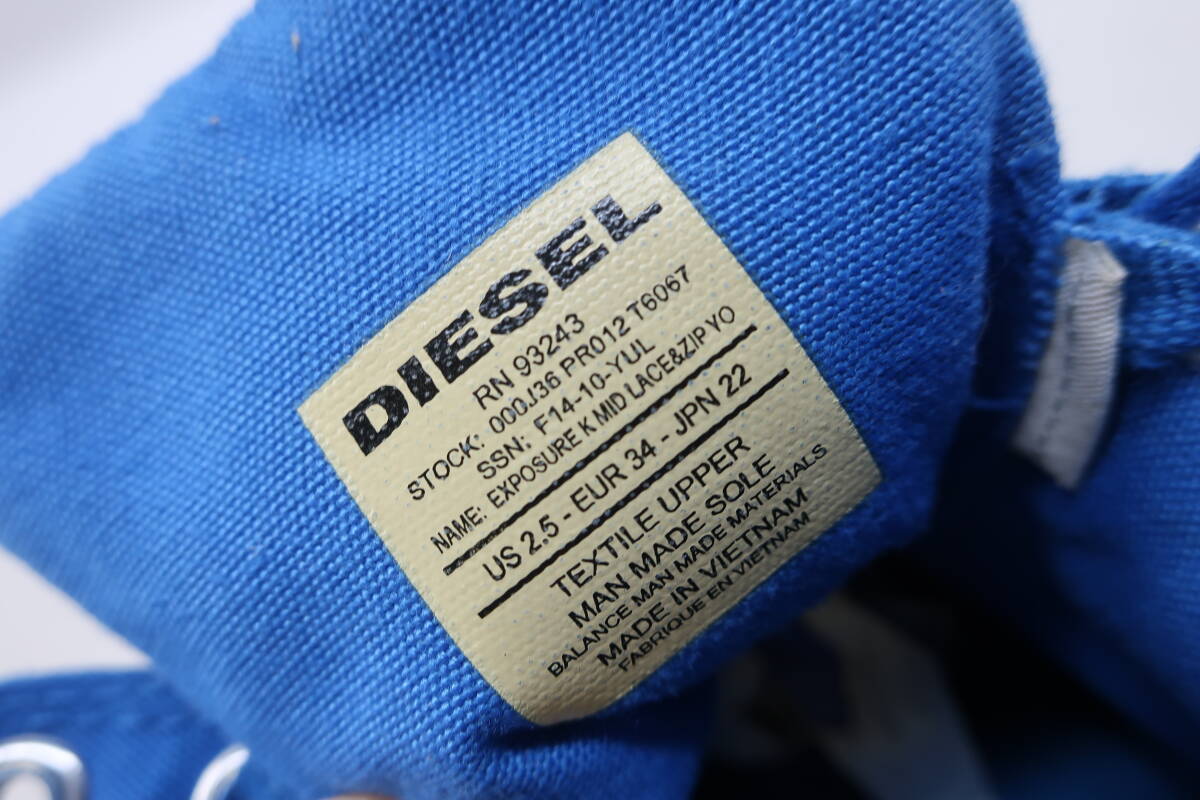 DIESEL
RN 93243
STOCK: 000J36 PR012 T6067
SSN: F14-10-YUL
NAME: EXPOSURE K MID LACE&ZIP YO
US 2,5 - EUR 34 - JPN 22
TEXTILE UPPER
MAN MADE SOLE
BALANCE MAN MADE MATERIALS
MADE IN VIETNAM
FABRIQUE EN VIETNAM